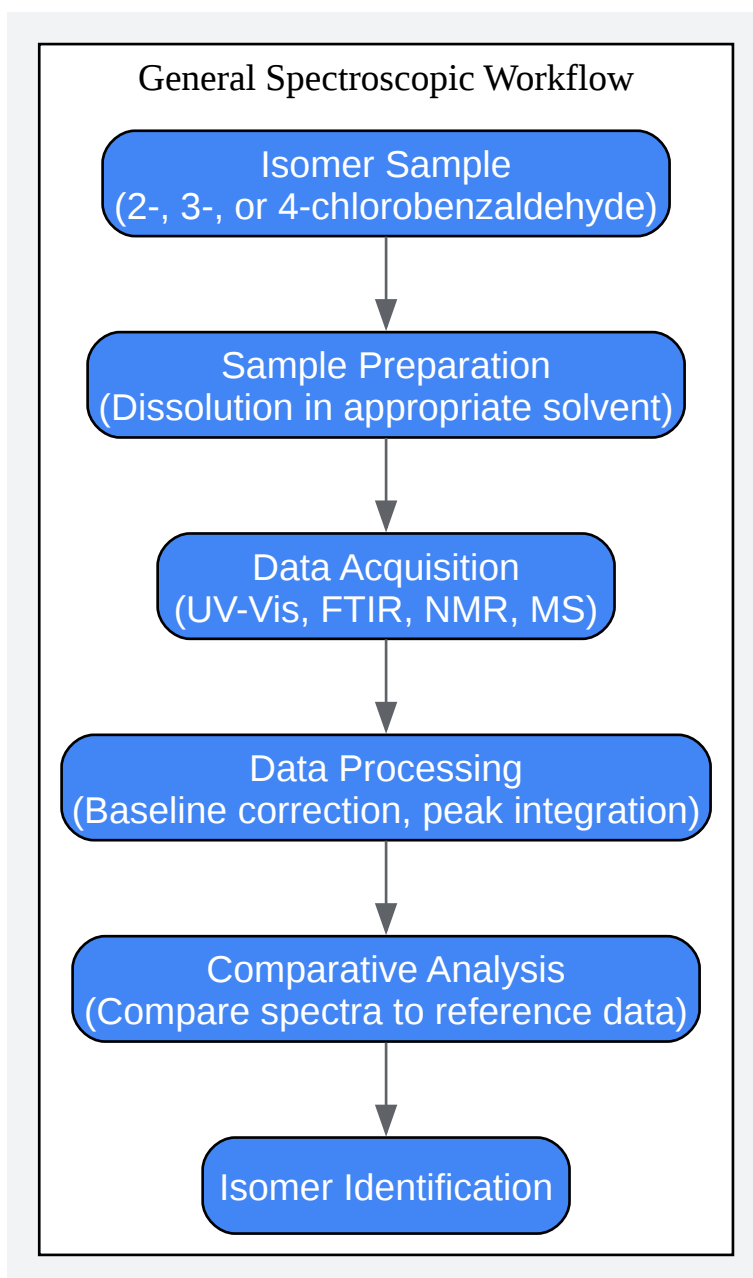 General Spectroscopic Workflow
Isomer Sample
(2-, 3-, or 4-chlorobenzaldehyde)
Sample Preparation
(Dissolution in appropriate solvent)
Data Acquisition
(UV-Vis, FTIR, NMR, MS)
Data Processing
(Baseline correction, peak integration)
Comparative Analysis
(Compare spectra to reference data)
Isomer Identification